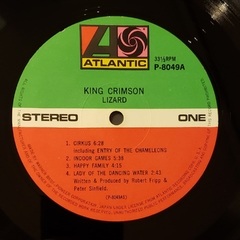 ATLANTIC
33⅓RPM
P-8049A
KING CRIMSON
LIZARD
STEREO
ONE
1. CIRKUS 6:28
including ENTRY OF THE CHAMELEONS
2. INDOOR GAMES 5:38
3. HAPPY FAMILY 4:15
4. LADY OF THE DANCING WATER 2:43
Written & Produced by Robert Fripp &
Peter Sinfield.